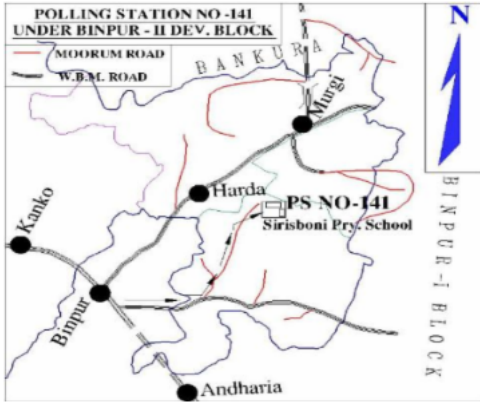 POLLING STATION NO -141
UNDER BINPUR - II DEV. BLOCK
MOORUM ROAD
W.B.M. ROAD
N
BANKURA
Murgi
Harda
PS NO-141
Sirisboni Pry. School
Kanko
BINPUR-I BLOCK
Binpur
Andharia